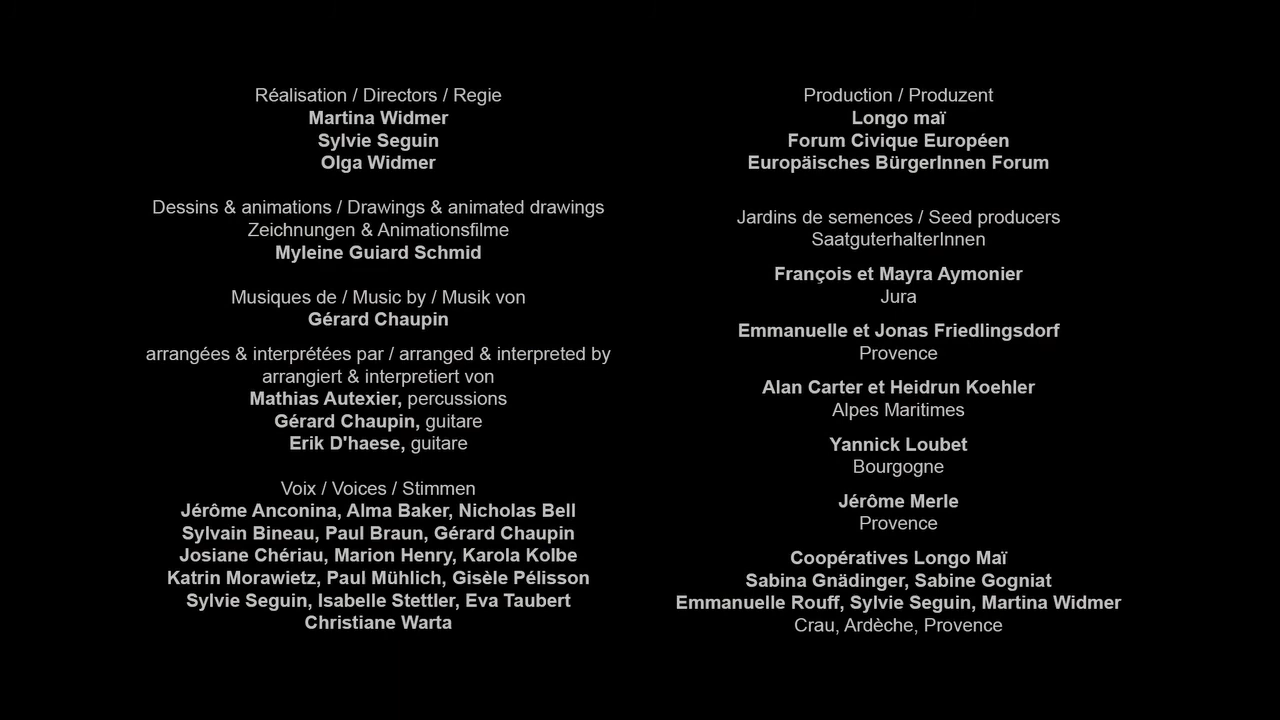 Réalisation / Directors / Regie
Martina Widmer
Sylvie Seguin
Olga Widmer
Dessins & animations / Drawings & animated drawings
Zeichnungen & Animationsfilme
Myleine Guiard Schmid
Musiques de / Music by / Musik von
Gérard Chaupin
arrangées & interprétées par / arranged & interpreted by
arrangiert & interpretiert von
Mathias Autexier, percussions
Gérard Chaupin, guitare
Erik D'haese, guitare
Voix / Voices / Stimmen
Jérôme Anconina, Alma Baker, Nicholas Bell
Sylvain Bineau, Paul Braun, Gérard Chaupin
Josiane Chériau, Marion Henry, Karola Kolbe
Katrin Morawietz, Paul Mühlich, Gisèle Pélisson
Sylvie Seguin, Isabelle Stettler, Eva Taubert
Christiane Warta
Production / Produzent
Longo maï
Forum Civique Européen
Europäisches BürgerInnen Forum
Jardins de semences / Seed producers
SaatguterhalterInnen
François et Mayra Aymonier
Jura
Emmanuelle et Jonas Friedlingsdorf
Provence
Alan Carter et Heidrun Koehler
Alpes Maritimes
Yannick Loubet
Bourgogne
Jérôme Merle
Provence
Coopératives Longo Maï
Sabina Gnädinger, Sabine Gogniat
Emmanuelle Rouff, Sylvie Seguin, Martina Widmer
Crau, Ardèche, Provence